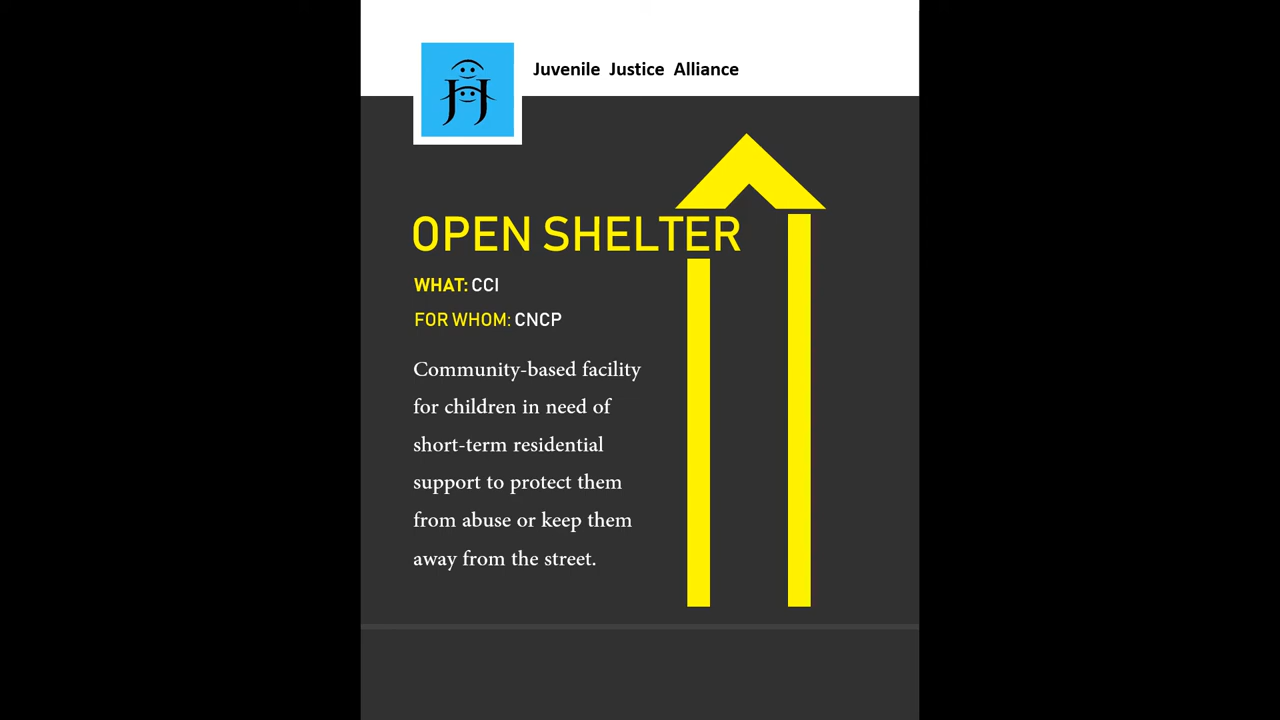 Juvenile Justice Alliance
OPEN SHELTER
WHAT: CCI
FOR WHOM: CNCP
Community-based facility
for children in need of
short-term residential
support to protect them
from abuse or keep them
away from the street.